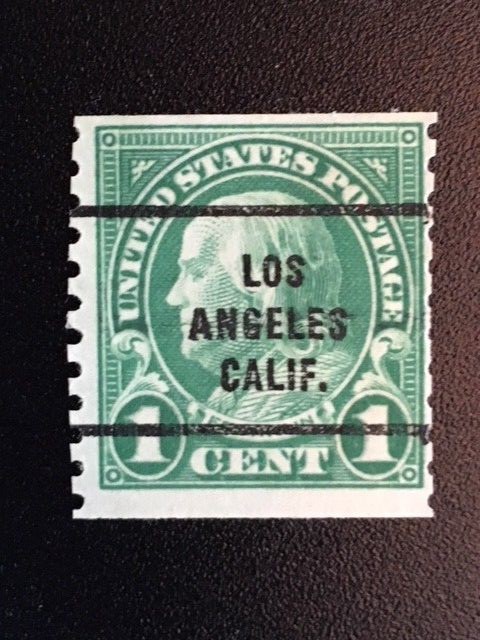 UNITED STATES POSTAGE
LOS
ANGELES
CALIF.
1 CENT 1